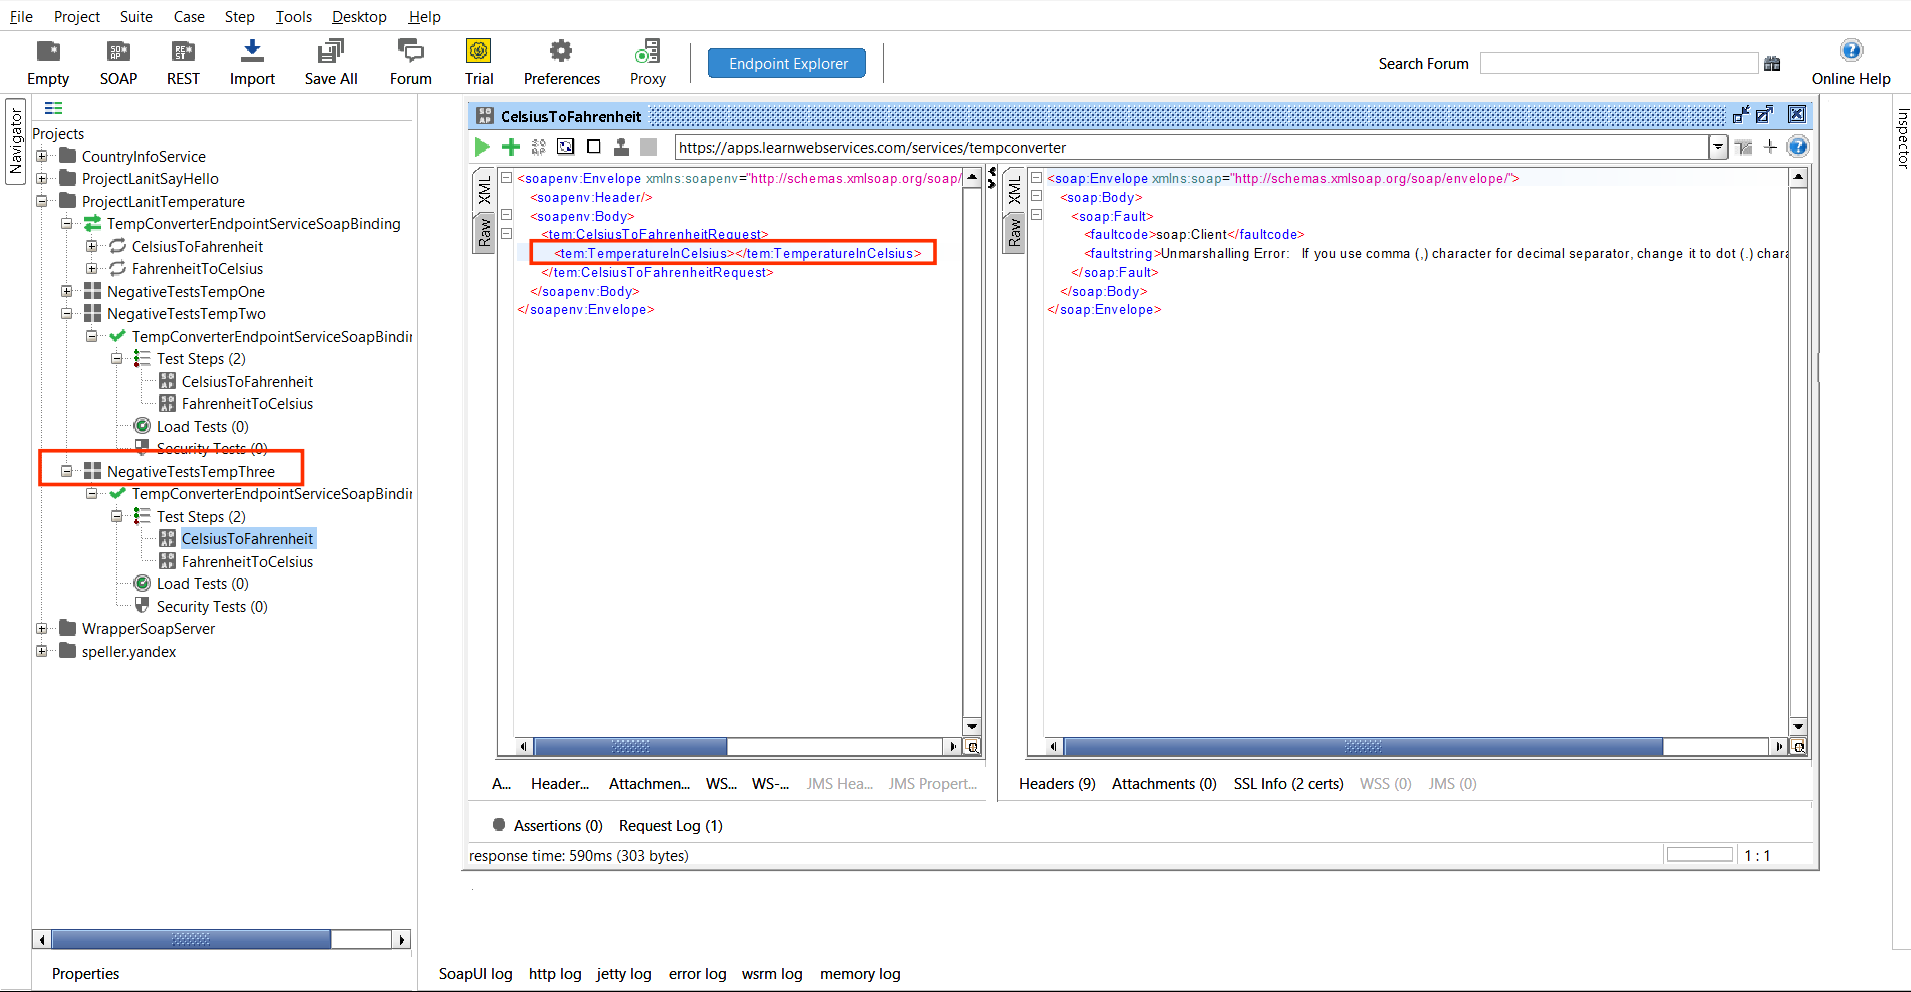 File Project Suite Case Step Tools Desktop Help
Empty SOAP REST Import Save All Forum Trial Preferences Proxy
Endpoint Explorer
Search Forum
Online Help
Navigator
Inspector
Projects
CountryInfoService
ProjectLanitSayHello
ProjectLanitTemperature
TempConverterEndpointServiceSoapBinding
CelsiusToFahrenheit
FahrenheitToCelsius
NegativeTestsTempOne
NegativeTestsTempTwo
TempConverterEndpointServiceSoapBindin
Test Steps (2)
CelsiusToFahrenheit
FahrenheitToCelsius
Load Tests (0)
Security Tests (0)
NegativeTestsTempThree
TempConverterEndpointServiceSoapBindin
Test Steps (2)
CelsiusToFahrenheit
FahrenheitToCelsius
Load Tests (0)
Security Tests (0)
WrapperSoapServer
speller.yandex
Properties
CelsiusToFahrenheit
https://apps.learnwebservices.com/services/tempconverter
XML
Raw
<soapenv:Envelope xmlns:soapenv="http://schemas.xmlsoap.org/soap/
<soapenv:Header/>
<soapenv:Body>
<tem:CelsiusToFahrenheitRequest>
<tem:TemperatureInCelsius></tem:TemperatureInCelsius>
</tem:CelsiusToFahrenheitRequest>
</soapenv:Body>
</soapenv:Envelope>
A... Header... Attachmen... WS... WS-... JMS Hea... JMS Propert...
XML
Raw
<soap:Envelope xmlns:soap="http://schemas.xmlsoap.org/soap/envelope/">
<soap:Body>
<soap:Fault>
<faultcode>soap:Client</faultcode>
<faultstring>Unmarshalling Error: If you use comma (,) character for decimal separator, change it to dot (.) chara
</soap:Fault>
</soap:Body>
</soap:Envelope>
Headers (9) Attachments (0) SSL Info (2 certs) WSS (0) JMS (0)
Assertions (0) Request Log (1)
response time: 590ms (303 bytes)
1 : 1
SoapUI log http log jetty log error log wsrm log memory log